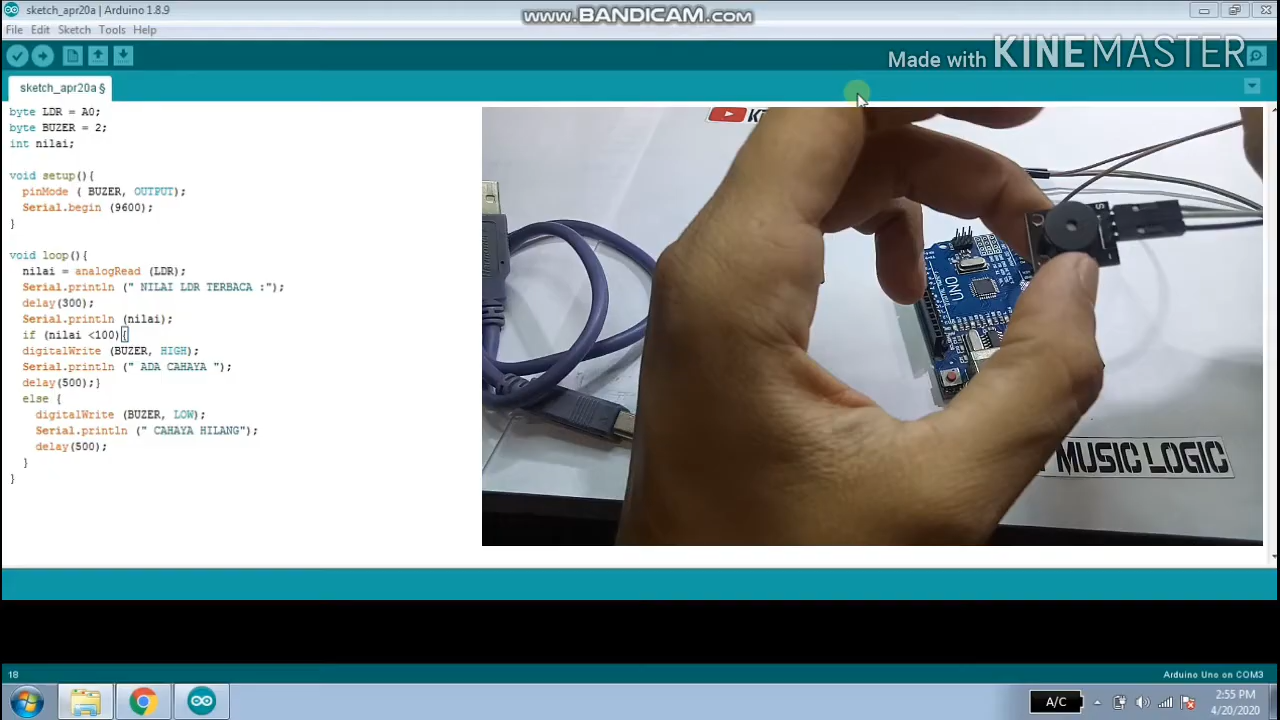 sketch_apr20a | Arduino 1.8.9
www.BANDICAM.com
File Edit Sketch Tools Help
Made with KINEMASTER
sketch_apr20a §
byte LDR = A0;
byte BUZER = 2;
int nilai;
void setup(){
pinMode ( BUZER, OUTPUT);
Serial.begin (9600);
}
void loop(){
nilai = analogRead (LDR);
Serial.println (" NILAI LDR TERBACA :");
delay(300);
Serial.println (nilai);
if (nilai <100){
digitalWrite (BUZER, HIGH);
Serial.println (" ADA CAHAYA ");
delay(500);}
else {
digitalWrite (BUZER, LOW);
Serial.println (" CAHAYA HILANG");
delay(500);
}
}
S
UNO
MUSIC LOGIC
18
Arduino Uno on COM3
A/C
2:55 PM
4/20/2020